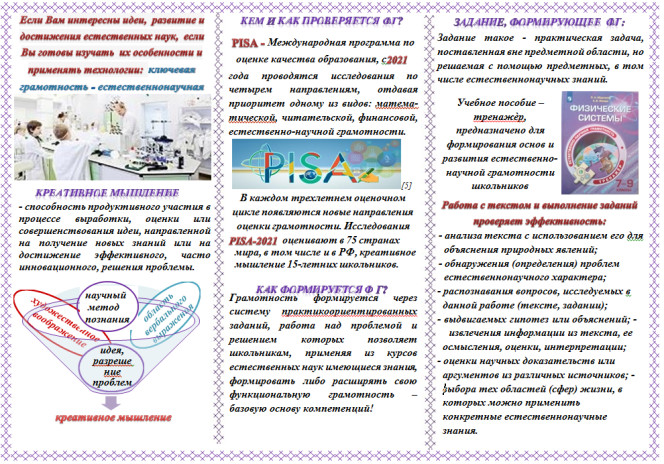 Если Вам интересны идеи, развитие и
достижения естественных наук, если
Вы готовы изучать их особенности и
применять технологии: ключевая
грамотность - естественнонаучная
КРЕАТИВНОЕ МЫШЛЕНИЕ
- способность продуктивного участия в
процессе выработки, оценки или
совершенствования идеи, направленной
на получение новых знаний или на
достижение эффективного, часто
инновационного, решения проблемы.
научный
метод
познания
художественное
воображение
область
вербального
выражения
идея,
разреше
ние
проблем
креативное мышление
КЕМ И КАК ПРОВЕРЯЕТСЯ ФГ?
PISA - Международная программа по
оценке качества образования, с2021
года проводятся исследования по
четырем направлениям, отдавая
приоритет одному из видов: матема-
тической, читательской, финансовой,
естественно-научной грамотности.
PISA
[5]
В каждом трехлетнем оценочном
цикле появляются новые направления
оценки грамотности. Исследования
PISA-2021 оценивают в 75 странах
мира, в том числе и в РФ, креативное
мышление 15-летних школьников.
КАК ФОРМИРУЕТСЯ Ф Г?
Грамотность формируется через
систему практикоориентированных
заданий, работа над проблемой и
решением которых позволяет
школьникам, применяя из курсов
естественных наук имеющиеся знания,
формировать либо расширять свою
функциональную грамотность –
базовую основу компетенций!
ЗАДАНИЕ, ФОРМИРУЮЩЕЕ ФГ:
Задание такое - практическая задача,
поставленная вне предметной области, но
решаемая с помощью предметных, в том
числе естественнонаучных знаний.
Учебное пособие –
тренажёр,
предназначено для
формирования основ и
развития естественно-
научной грамотности
школьников
ФИЗИЧЕСКИЕ
СИСТЕМЫ
ТРЕНАЖЁР
7-9
Работа с текстом и выполнение заданий
проверяет эффективность:
- анализа текста с использованием его для
объяснения природных явлений;
- обнаружения (определения) проблем
естественнонаучного характера;
- распознавания вопросов, исследуемых в
данной работе (тексте, задании);
- выдвигаемых гипотез или объяснений; -
извлечения информации из текста, ее
осмысления, оценки, интерпретации;
- оценки научных доказательств или
аргументов из различных источников; -
выбора тех областей (сфер) жизни, в
которых можно применить
конкретные естественнонаучные
знания.